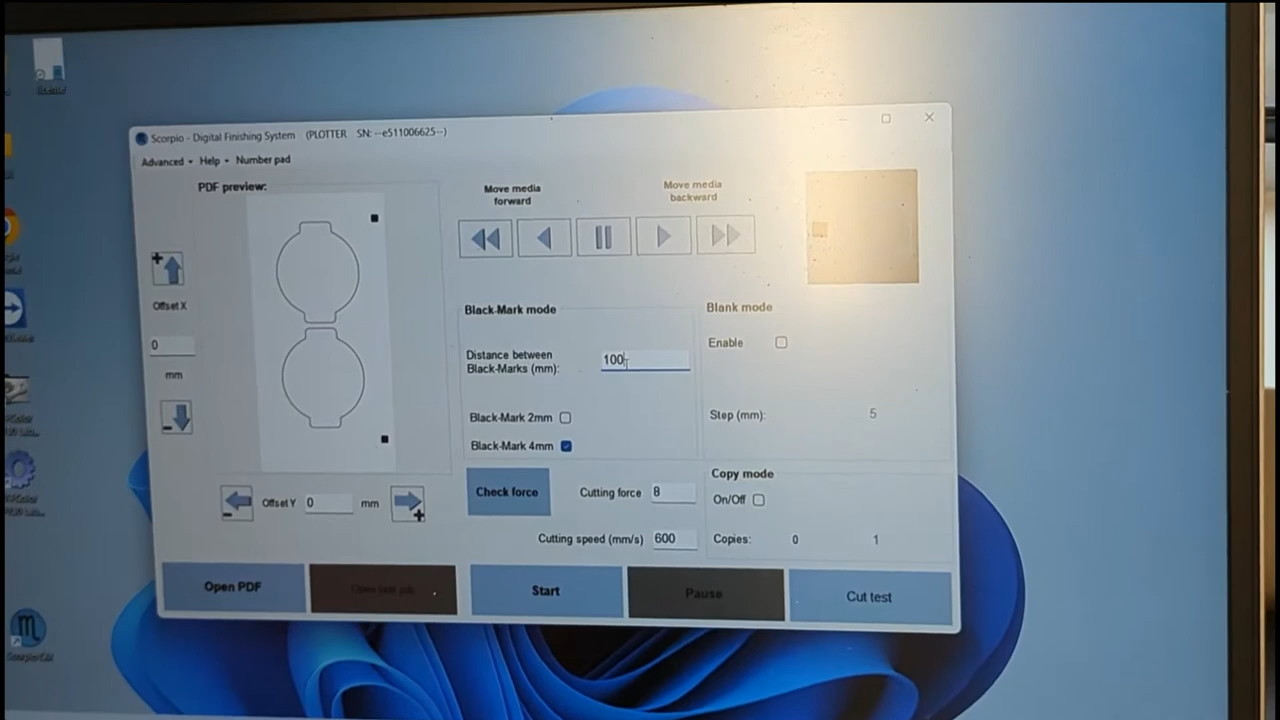 Scorpio - Digital Finishing System (PLOTTER SN: --e511006625--)
Advanced Help Number pad
PDF preview:
Move media
forward
Move media
backward
Offset X
0
mm
Black-Mark mode
Distance between
Black-Marks (mm):
100
Black-Mark 2mm
Black-Mark 4mm
Blank mode
Enable
Step (mm): 5
Offset Y 0 mm
Check force
Cutting force 8
Cutting speed (mm/s) 600
Copy mode
On/Off
Copies: 0 1
Open PDF
Start
Pause
Cut test
license